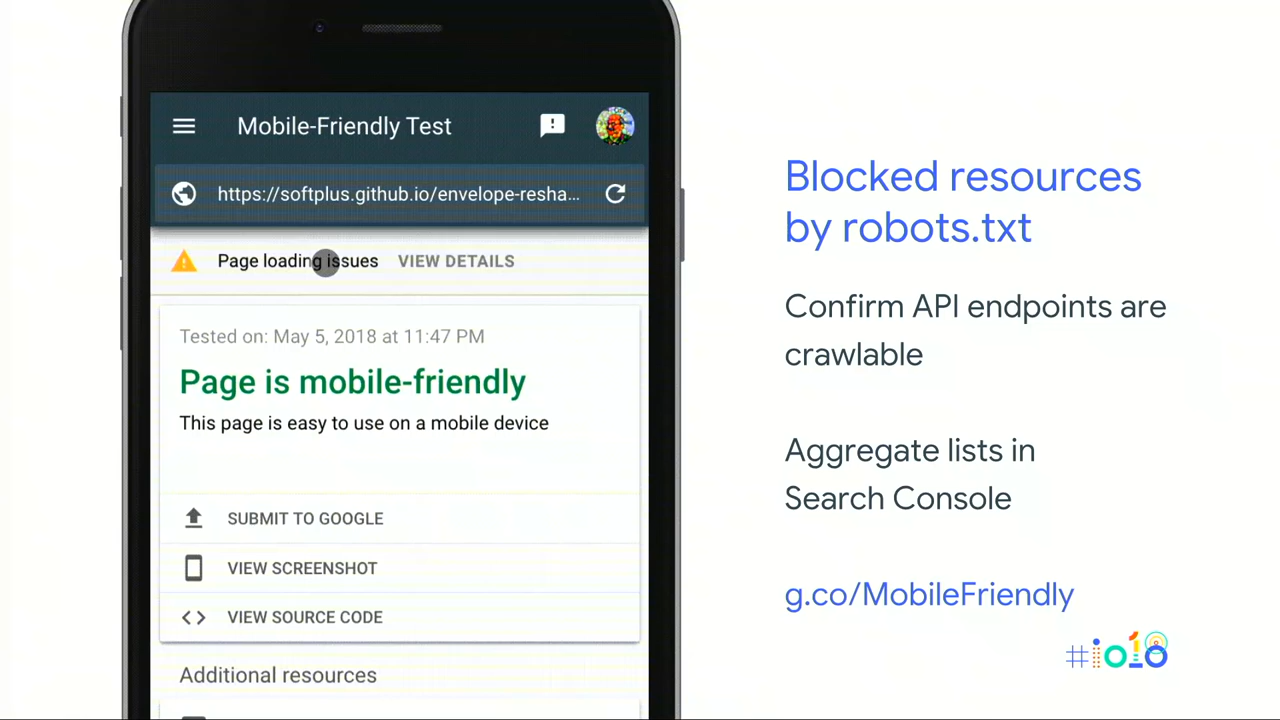 Mobile-Friendly Test
https://softplus.github.io/envelope-resha...
Page loading issues VIEW DETAILS
Tested on: May 5, 2018 at 11:47 PM
Page is mobile-friendly
This page is easy to use on a mobile device
SUBMIT TO GOOGLE
VIEW SCREENSHOT
VIEW SOURCE CODE
Additional resources
Blocked resources
by robots.txt
Confirm API endpoints are
crawlable
Aggregate lists in
Search Console
g.co/MobileFriendly
#io18